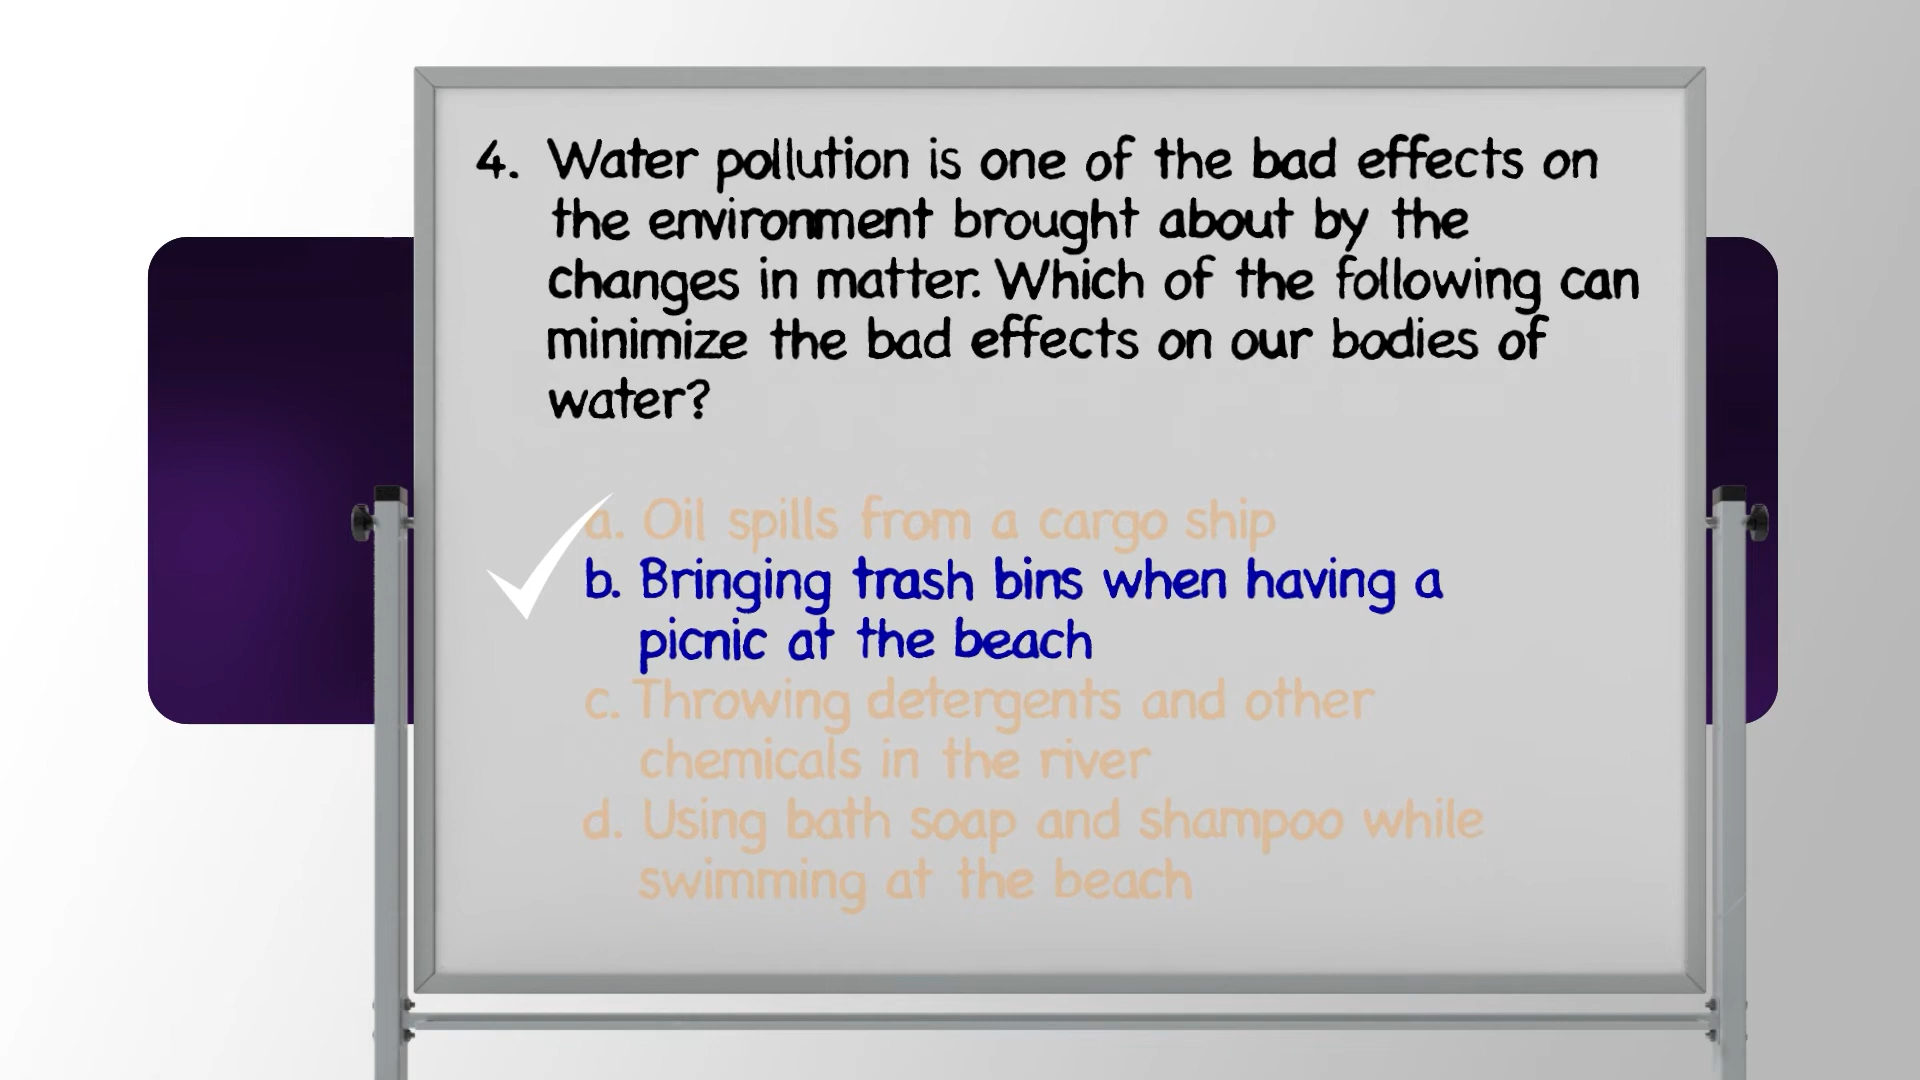 4. Water pollution is one of the bad effects on
the environment brought about by the
changes in matter. Which of the following can
minimize the bad effects on our bodies of
water?
a. Oil spills from a cargo ship
b. Bringing trash bins when having a
picnic at the beach
c. Throwing detergents and other
chemicals in the river
d. Using bath soap and shampoo while
swimming at the beach